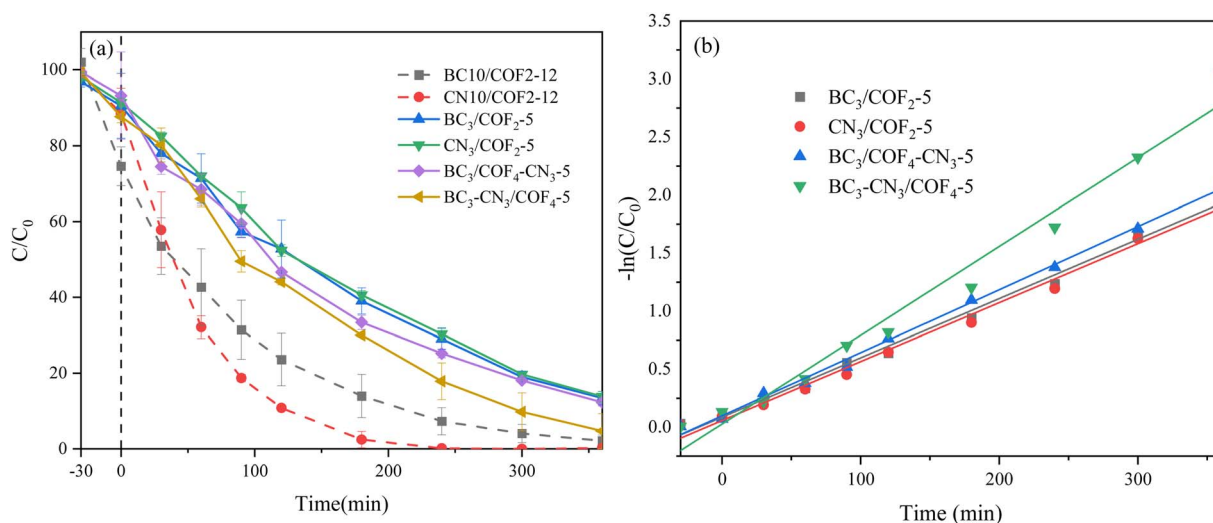 (a)
BC10/COF2-12
CN10/COF2-12
BC₃/COF₂-5
CN₃/COF₂-5
BC₃/COF₄-CN₃-5
BC₃-CN₃/COF₄-5
C/C₀
100
80
60
40
20
0
-30
0
100
200
300
Time(min)
(b)
BC₃/COF₂-5
CN₃/COF₂-5
BC₃/COF₄-CN₃-5
BC₃-CN₃/COF₄-5
-ln(C/C₀)
3.5
3.0
2.5
2.0
1.5
1.0
0.5
0.0
0
100
200
300
Time (min)